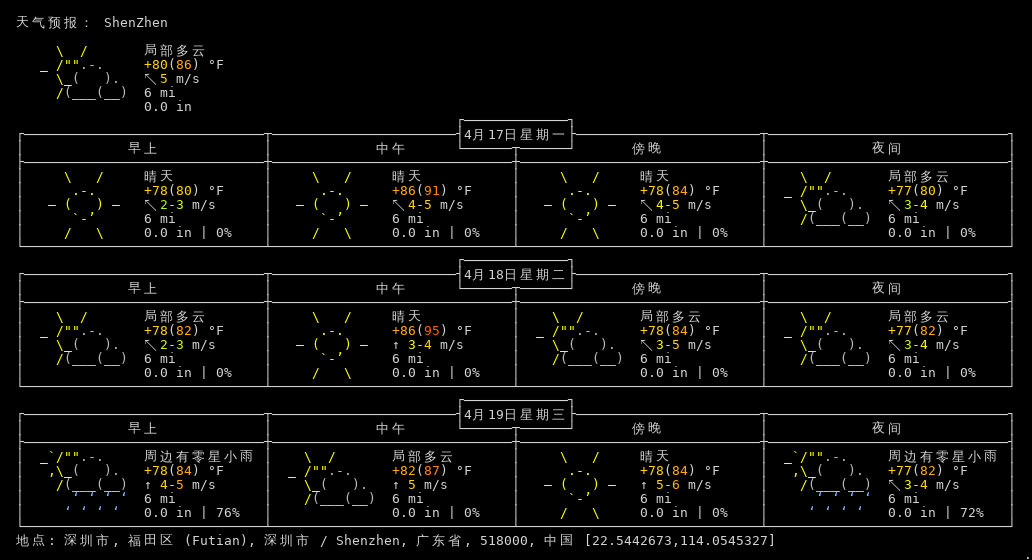 天气预报： ShenZhen
局部多云
+80(86) °F
↖ 5 m/s
6 mi
0.0 in
4月17日星期一
早上 中午 傍晚 夜间
晴天 晴天 晴天 局部多云
+78(80) °F +86(91) °F +78(84) °F +77(80) °F
↖ 2-3 m/s ↖ 4-5 m/s ↖ 4-5 m/s ↖ 3-4 m/s
6 mi 6 mi 6 mi 6 mi
0.0 in | 0% 0.0 in | 0% 0.0 in | 0% 0.0 in | 0%
4月18日星期二
早上 中午 傍晚 夜间
局部多云 晴天 局部多云 局部多云
+78(82) °F +86(95) °F +78(84) °F +77(82) °F
↖ 2-3 m/s ↑ 3-4 m/s ↖ 3-5 m/s ↖ 3-4 m/s
6 mi 6 mi 6 mi 6 mi
0.0 in | 0% 0.0 in | 0% 0.0 in | 0% 0.0 in | 0%
4月19日星期三
早上 中午 傍晚 夜间
周边有零星小雨 局部多云 晴天 周边有零星小雨
+78(84) °F +82(87) °F +78(84) °F +77(82) °F
↑ 4-5 m/s ↑ 5 m/s ↑ 5-6 m/s ↖ 3-4 m/s
6 mi 6 mi 6 mi 6 mi
0.0 in | 76% 0.0 in | 0% 0.0 in | 0% 0.0 in | 72%
地点: 深圳市, 福田区 (Futian), 深圳市 / Shenzhen, 广东省, 518000, 中国 [22.5442673,114.0545327]